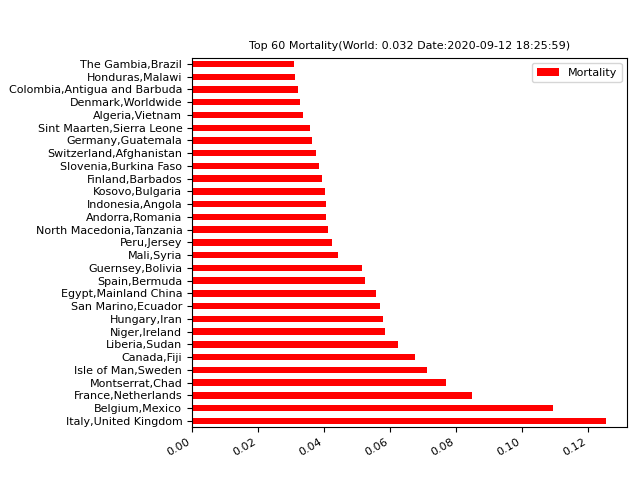 Top 60 Mortality(World: 0.032 Date:2020-09-12 18:25:59)
Mortality
The Gambia,Brazil
Honduras,Malawi
Colombia,Antigua and Barbuda
Denmark,Worldwide
Algeria,Vietnam
Sint Maarten,Sierra Leone
Germany,Guatemala
Switzerland,Afghanistan
Slovenia,Burkina Faso
Finland,Barbados
Kosovo,Bulgaria
Indonesia,Angola
Andorra,Romania
North Macedonia,Tanzania
Peru,Jersey
Mali,Syria
Guernsey,Bolivia
Spain,Bermuda
Egypt,Mainland China
San Marino,Ecuador
Hungary,Iran
Niger,Ireland
Liberia,Sudan
Canada,Fiji
Isle of Man,Sweden
Montserrat,Chad
France,Netherlands
Belgium,Mexico
Italy,United Kingdom
0.00 0.02 0.04 0.06 0.08 0.10 0.12